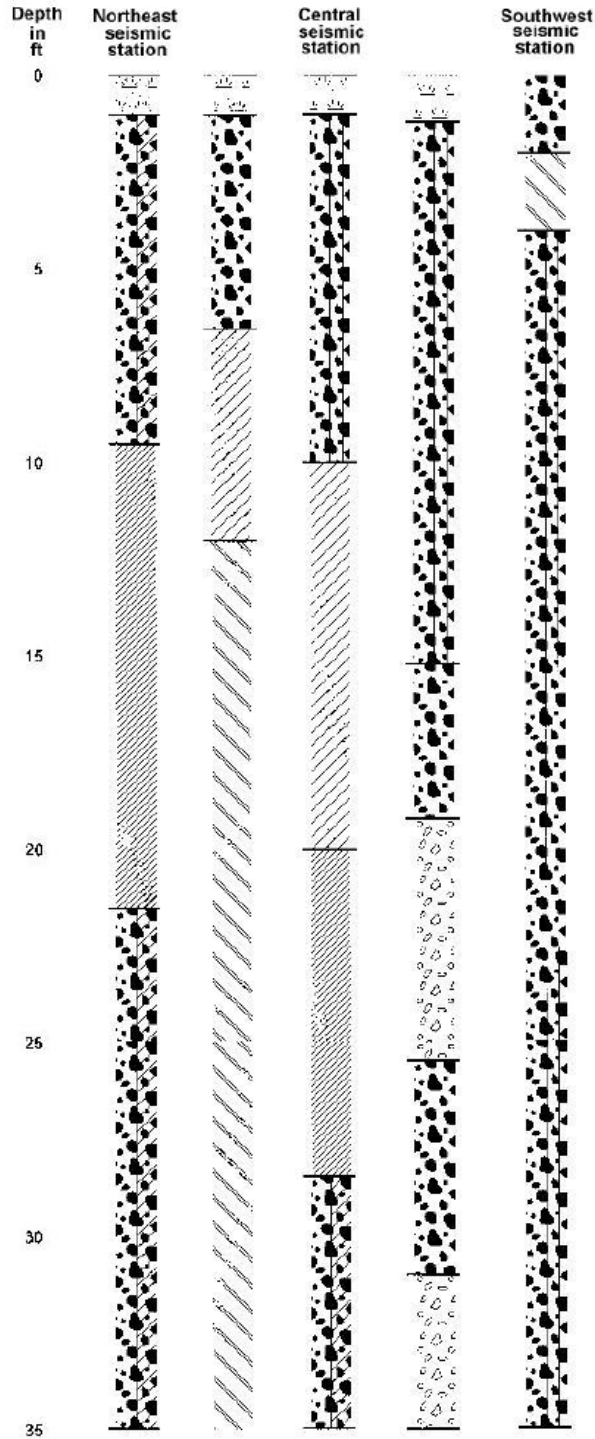 Depth
in
ft
Northeast
seismic
station
Central
seismic
station
Southwest
seismic
station
0
5
10
15
20
25
30
35